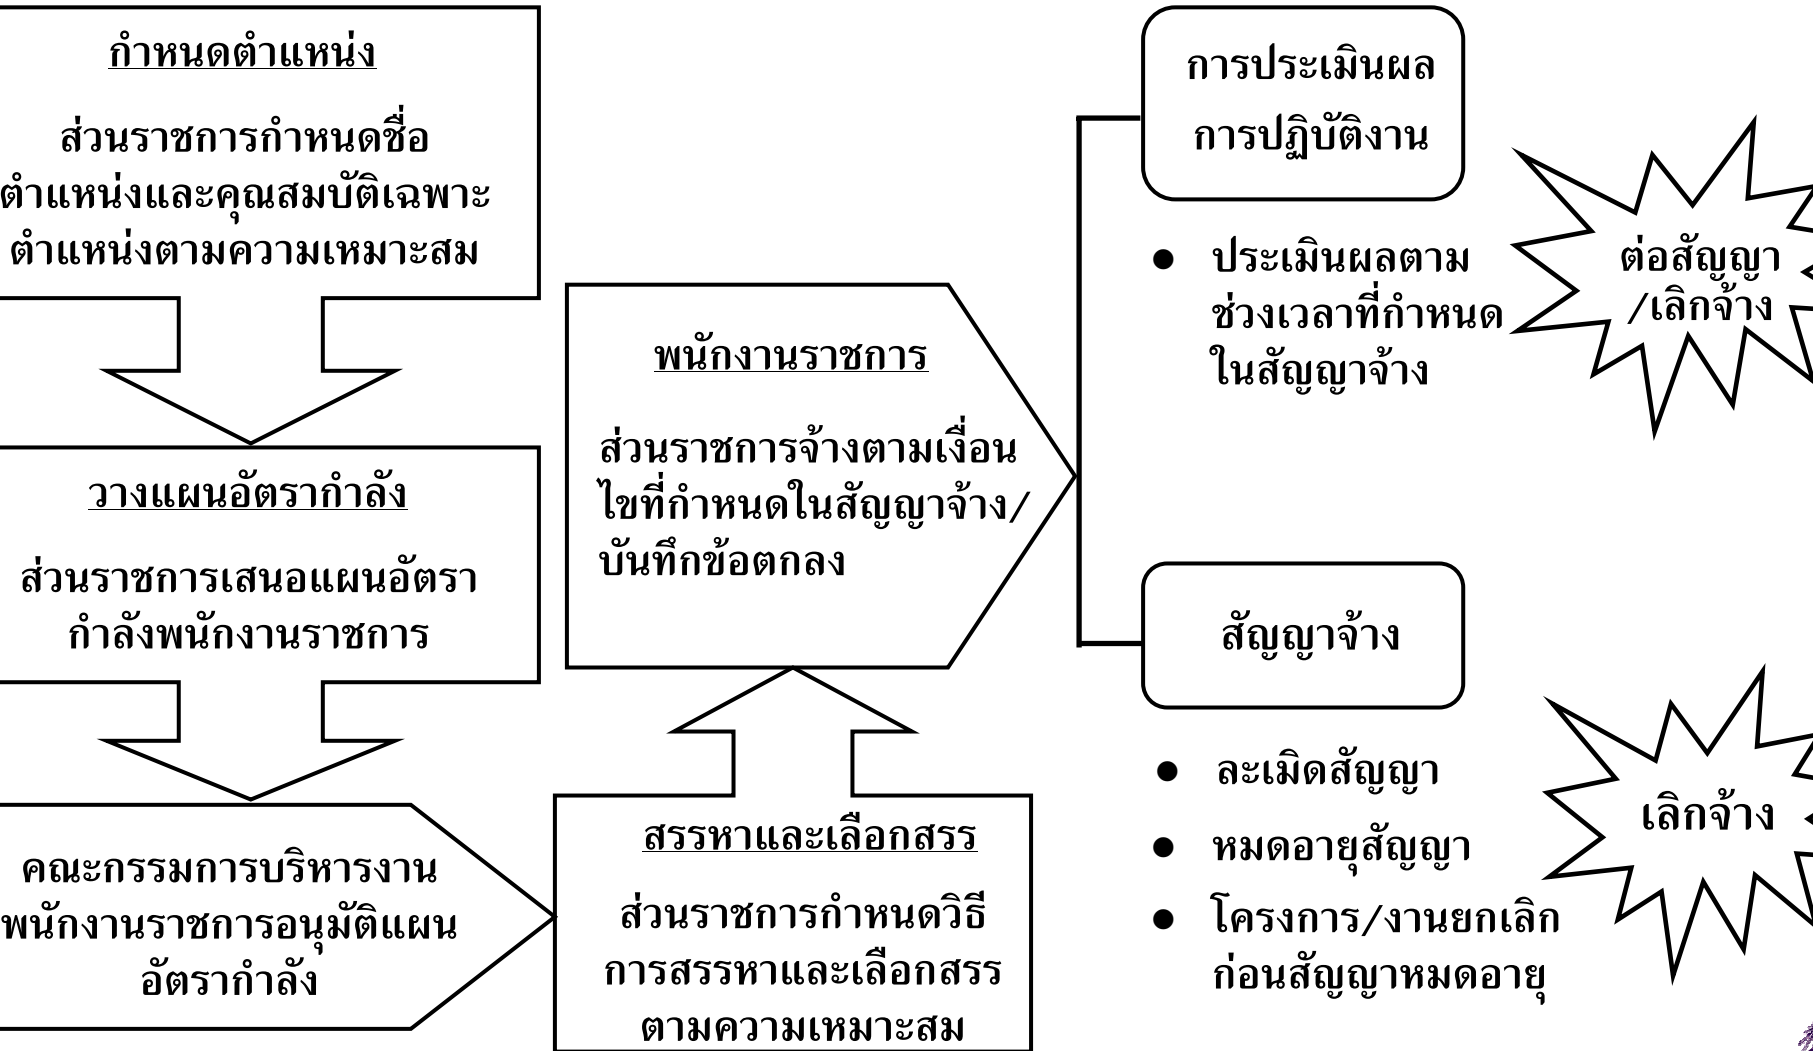 กำหนดตำแหน่ง
ส่วนราชการกำหนดชื่อ
ตำแหน่งและคุณสมบัติเฉพาะ
ตำแหน่งตามความเหมาะสม
วางแผนอัตรากำลัง
ส่วนราชการเสนอแผนอัตรา
กำลังพนักงานราชการ
คณะกรรมการบริหารงาน
พนักงานราชการอนุมัติแผน
อัตรากำลัง
สรรหาและเลือกสรร
ส่วนราชการกำหนดวิธี
การสรรหาและเลือกสรร
ตามความเหมาะสม
พนักงานราชการ
ส่วนราชการจ้างตามเงื่อน
ไขที่กำหนดในสัญญาจ้าง/
บันทึกข้อตกลง
การประเมินผล
การปฏิบัติงาน
● ประเมินผลตาม
ช่วงเวลาที่กำหนด
ในสัญญาจ้าง
ต่อสัญญา
/เลิกจ้าง
สัญญาจ้าง
● ละเมิดสัญญา
● หมดอายุสัญญา
● โครงการ/งานยกเลิก
ก่อนสัญญาหมดอายุ
เลิกจ้าง